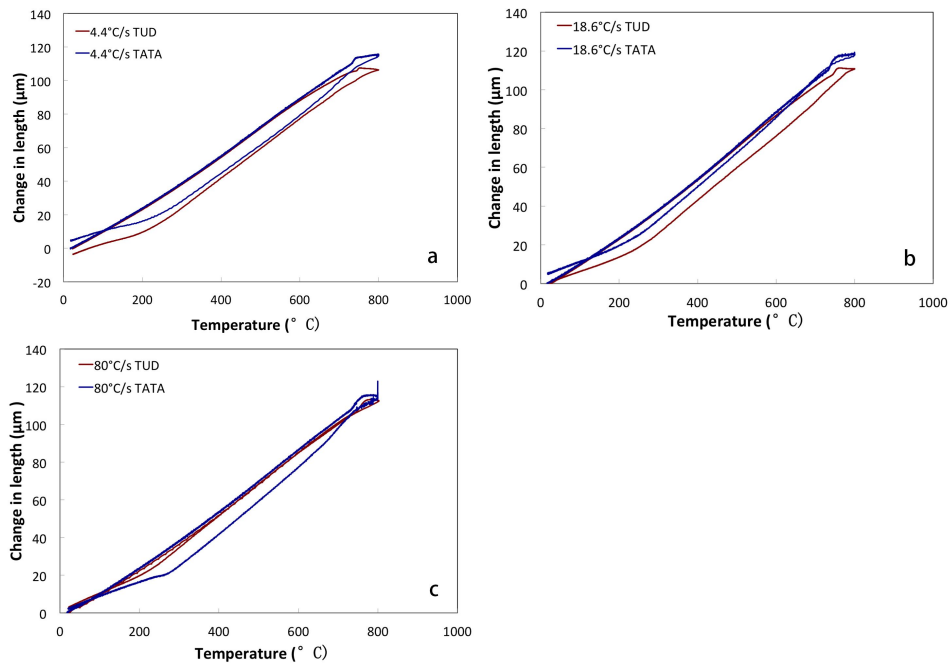 140
120
100
80
60
40
20
0
-20
Change in length (µm)
4.4°C/s TUD
4.4°C/s TATA
a
0 200 400 600 800 1000
Temperature (° C)
140
120
100
80
60
40
20
0
Change in length (µm)
18.6°C/s TUD
18.6°C/s TATA
b
0 200 400 600 800 1000
Temperature (° C)
140
120
100
80
60
40
20
0
Change in length (µm )
80°C/s TUD
80°C/s TATA
c
0 200 400 600 800 1000
Temperature (° C)